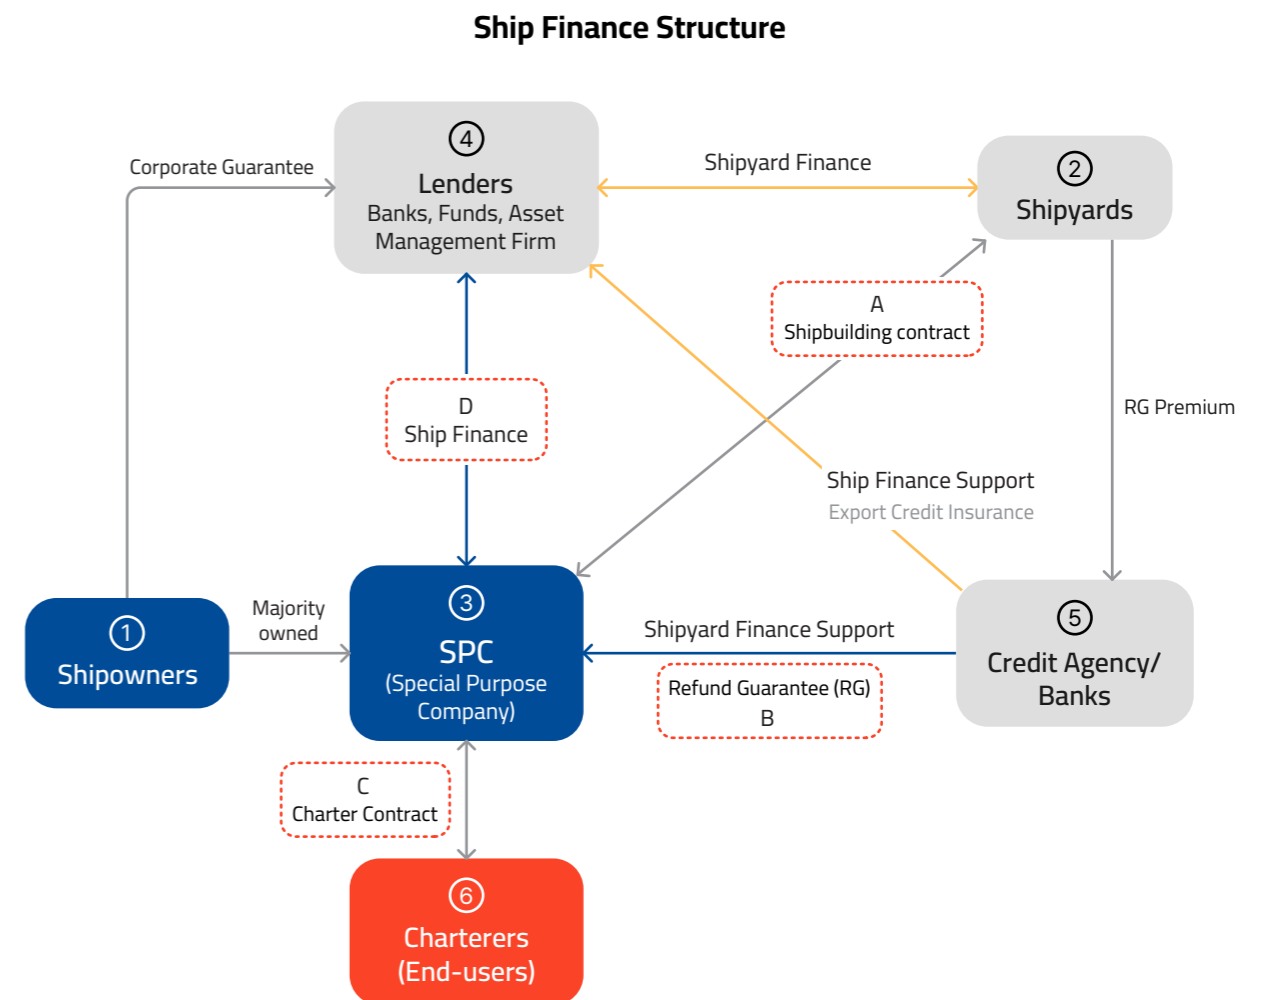 Ship Finance Structure
4
Lenders
Banks, Funds, Asset
Management Firm
Corporate Guarantee
Shipyard Finance
2
Shipyards
A
Shipbuilding contract
D
Ship Finance
RG Premium
Ship Finance Support
Export Credit Insurance
1
Shipowners
Majority
owned
3
SPC
(Special Purpose
Company)
Shipyard Finance Support
Refund Guarantee (RG)
B
5
Credit Agency/
Banks
C
Charter Contract
6
Charterers
(End-users)